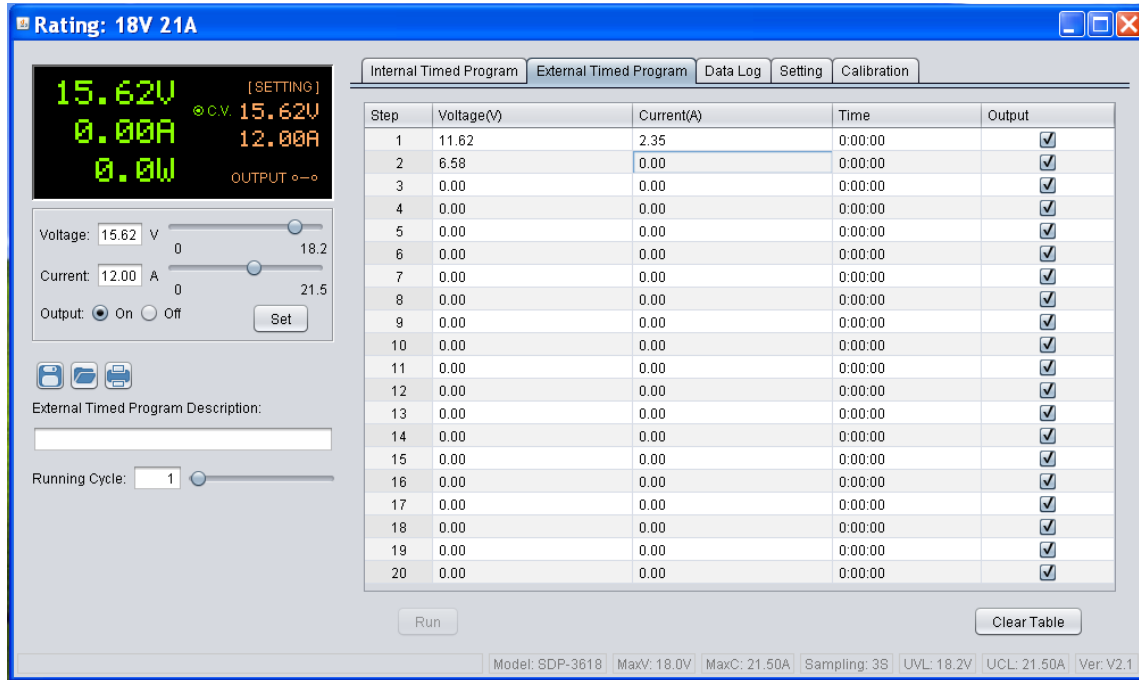 Rating: 18V 21A
15.62V
[SETTING]
C.V. 15.62V
0.00A
12.00A
0.0W
OUTPUT
Voltage: 15.62 V
0 18.2
Current: 12.00 A
0 21.5
Output: On Off
Set
External Timed Program Description:
Running Cycle: 1
Internal Timed Program External Timed Program Data Log Setting Calibration
Step Voltage(V) Current(A) Time Output
1 11.62 2.35 0:00:00
2 6.58 0.00 0:00:00
3 0.00 0.00 0:00:00
4 0.00 0.00 0:00:00
5 0.00 0.00 0:00:00
6 0.00 0.00 0:00:00
7 0.00 0.00 0:00:00
8 0.00 0.00 0:00:00
9 0.00 0.00 0:00:00
10 0.00 0.00 0:00:00
11 0.00 0.00 0:00:00
12 0.00 0.00 0:00:00
13 0.00 0.00 0:00:00
14 0.00 0.00 0:00:00
15 0.00 0.00 0:00:00
16 0.00 0.00 0:00:00
17 0.00 0.00 0:00:00
18 0.00 0.00 0:00:00
19 0.00 0.00 0:00:00
20 0.00 0.00 0:00:00
Run Clear Table
Model: SDP-3618 MaxV: 18.0V MaxC: 21.50A Sampling: 3S UVL: 18.2V UCL: 21.50A Ver: V2.1